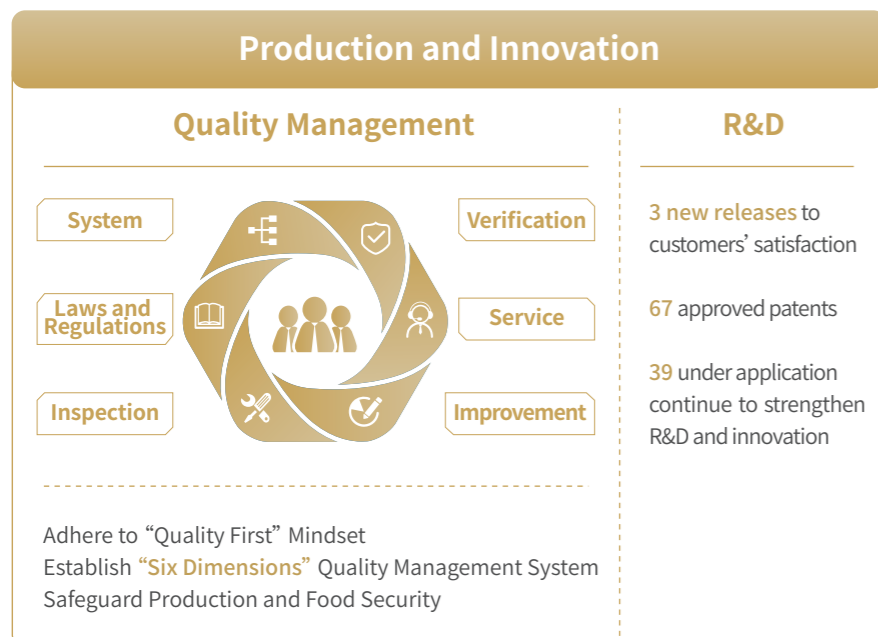 Production and Innovation
Quality Management
System
Verification
Laws and
Regulations
Service
Inspection
Improvement
Adhere to “Quality First” Mindset
Establish “Six Dimensions” Quality Management System
Safeguard Production and Food Security
R&D
3 new releases to
customers’ satisfaction
67 approved patents
39 under application
continue to strengthen
R&D and innovation